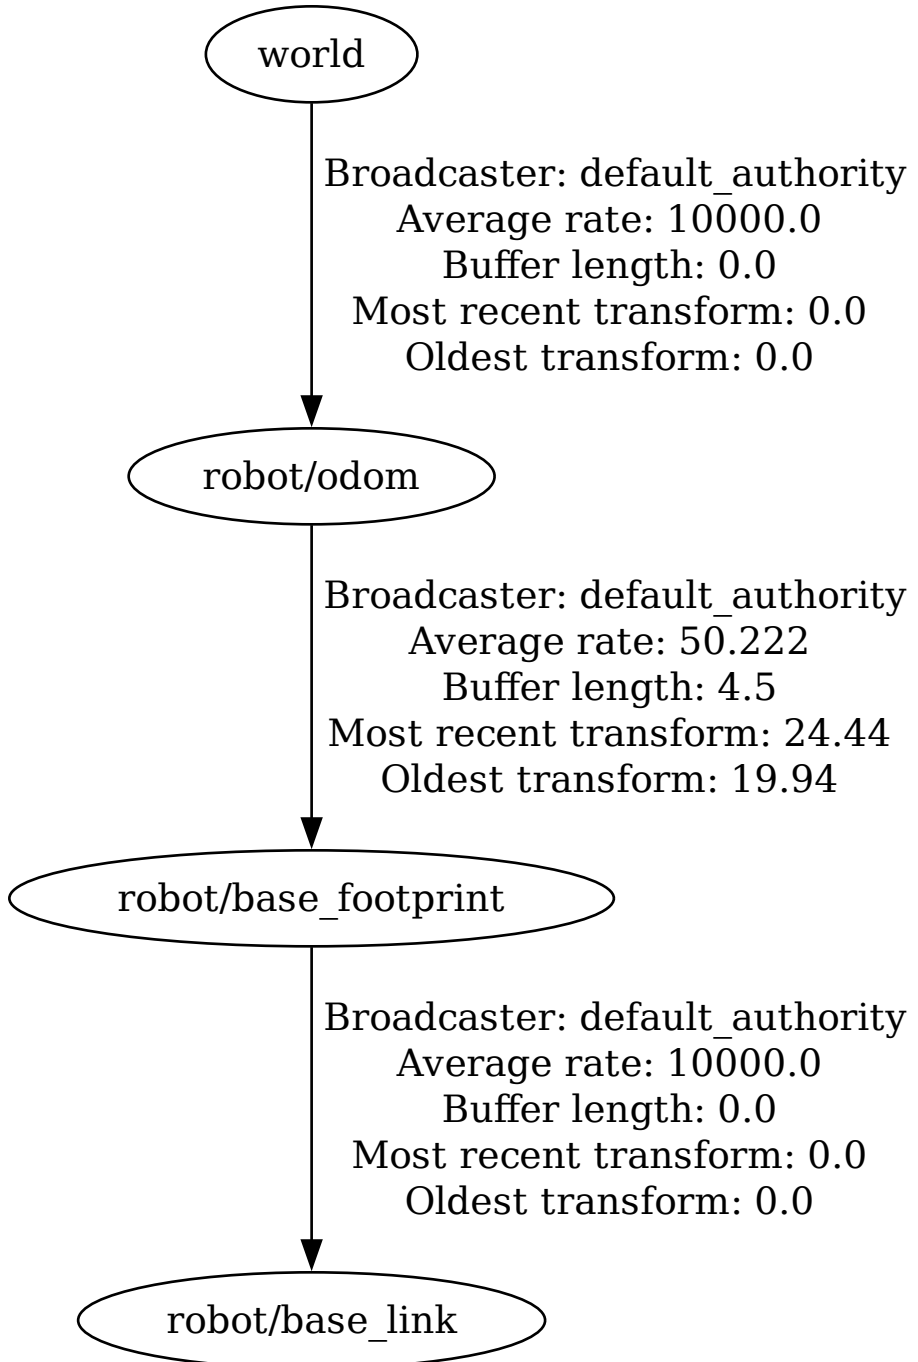 world
Broadcaster: default_authority
Average rate: 10000.0
Buffer length: 0.0
Most recent transform: 0.0
Oldest transform: 0.0
robot/odom
Broadcaster: default_authority
Average rate: 50.222
Buffer length: 4.5
Most recent transform: 24.44
Oldest transform: 19.94
robot/base_footprint
Broadcaster: default_authority
Average rate: 10000.0
Buffer length: 0.0
Most recent transform: 0.0
Oldest transform: 0.0
robot/base_link